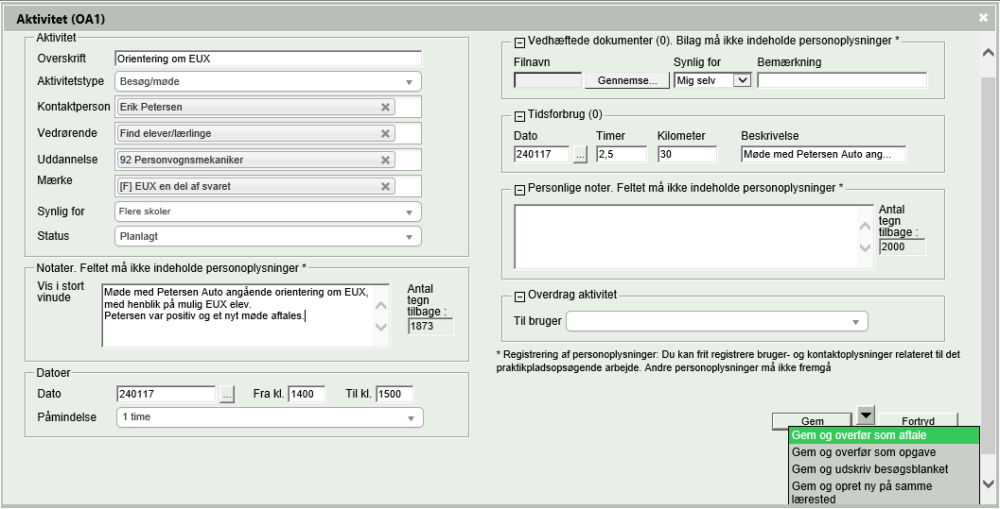 Aktivitet (OA1)
Aktivitet
Overskrift Orientering om EUX
Aktivitetstype Besøg/møde
Kontaktperson Erik Petersen
Vedrørende Find elever/lærlinge
Uddannelse 92 Personvognsmekaniker
Mærke [F] EUX en del af svaret
Synlig for Flere skoler
Status Planlagt
Notater. Feltet må ikke indeholde personoplysninger *
Vis i stort
vinude
Møde med Petersen Auto angående orientering om EUX,
med henblik på mulig EUX elev.
Petersen var positiv og et nyt møde aftales.
Antal
tegn
tilbage :
1873
Datoer
Dato 240117 ... Fra kl. 1400 Til kl. 1500
Påmindelse 1 time
Vedhæftede dokumenter (0). Bilag må ikke indeholde personoplysninger *
Filnavn Synlig for Bemærkning
Gennemse... Mig selv
Tidsforbrug (0)
Dato Timer Kilometer Beskrivelse
240117 ... 2,5 30 Møde med Petersen Auto ang...
Personlige noter. Feltet må ikke indeholde personoplysninger *
Antal
tegn
tilbage :
2000
Overdrag aktivitet
Til bruger
* Registrering af personoplysninger: Du kan frit registrere bruger- og kontaktoplysninger relateret til det
praktikpladsopsøgende arbejde. Andre personoplysninger må ikke fremgå
Gem Fortryd
Gem og overfør som aftale
Gem og overfør som opgave
Gem og udskriv besøgsblanket
Gem og opret ny på samme
lærested